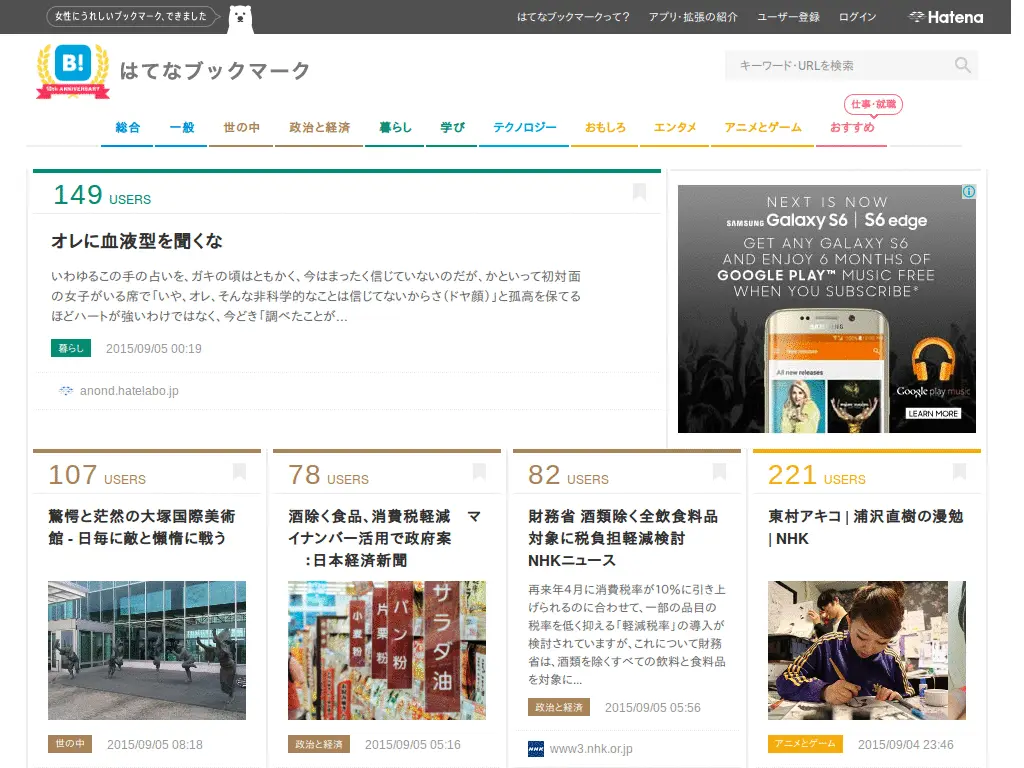 女性にうれしいブックマーク、できました
はてなブックマークって?
アプリ・拡張の紹介
ユーザー登録
ログイン
Hatena
B!
10th ANNIVERSARY
はてなブックマーク
キーワード・URLを検索
仕事・就職
総合
一般
世の中
政治と経済
暮らし
学び
テクノロジー
おもしろ
エンタメ
アニメとゲーム
おすすめ
149 USERS
オレに血液型を聞くな
いわゆるこの手の占いを、ガキの頃はともかく、今はまったく信じていないのだが、かといって初対面
の女子がいる席で「いや、オレ、そんな非科学的なことは信じてないからさ(ドヤ顔)」と孤高を保てる
ほどハートが強いわけではなく、今どき「調べたことが...
暮らし 2015/09/05 00:19
anond.hatelabo.jp
NEXT IS NOW
SAMSUNG Galaxy S6 | S6 edge
GET ANY GALAXY S6
AND ENJOY 6 MONTHS OF
GOOGLE PLAY™ MUSIC FREE
WHEN YOU SUBSCRIBE*
SAMSUNG
All new releases
Google play music
LEARN MORE
107 USERS
驚愕と茫然の大塚国際美術
館 - 日毎に敵と懶惰に戦う
世の中 2015/09/05 08:18
78 USERS
酒除く食品、消費税軽減 マ
イナンバー活用で政府案
:日本経済新聞
サラダ油
パン粉
片栗粉
小麦粉
政治と経済 2015/09/05 05:16
82 USERS
財務省 酒類除く全飲食料品
対象に税負担軽減検討
NHKニュース
再来年4月に消費税率が10%に引き上
げられるのに合わせて、一部の品目の
税率を低く抑える「軽減税率」の導入が
検討されていますが、これについて財務
省は、酒類を除くすべての飲料と食料品
を対象に...
政治と経済 2015/09/05 05:56
NHK www3.nhk.or.jp
221 USERS
東村アキコ | 浦沢直樹の漫勉
| NHK
アニメとゲーム 2015/09/04 23:46